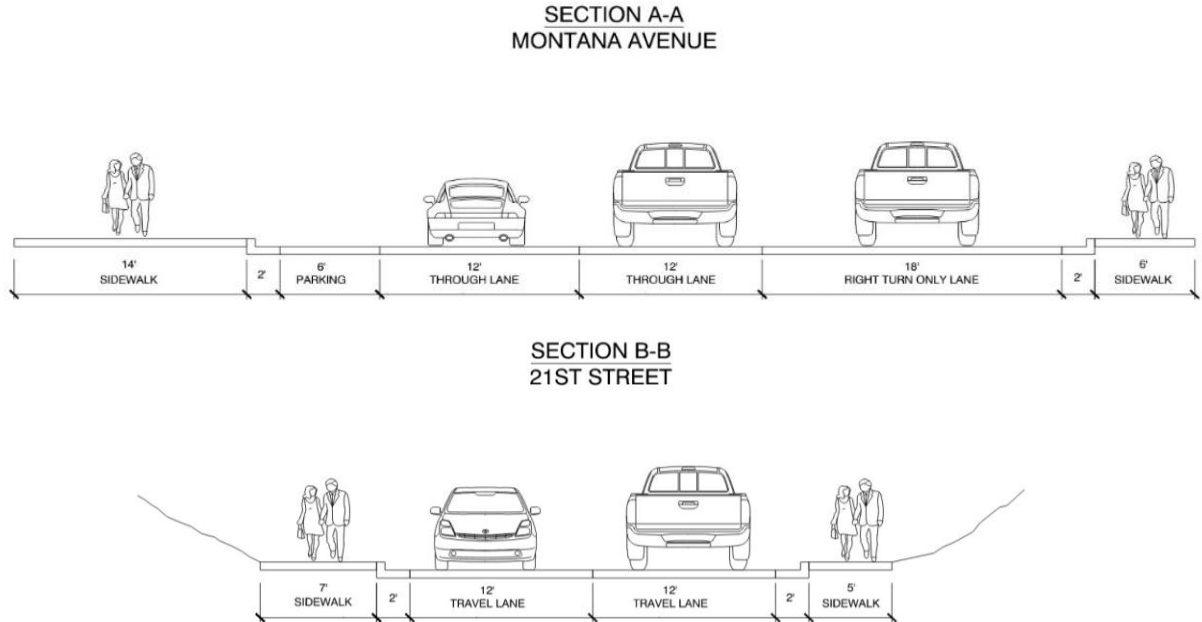 SECTION A-A
MONTANA AVENUE
14'
SIDEWALK
2'
6'
PARKING
12'
THROUGH LANE
12'
THROUGH LANE
18'
RIGHT TURN ONLY LANE
2'
6'
SIDEWALK
SECTION B-B
21ST STREET
7'
SIDEWALK
2'
12'
TRAVEL LANE
12'
TRAVEL LANE
2'
5'
SIDEWALK